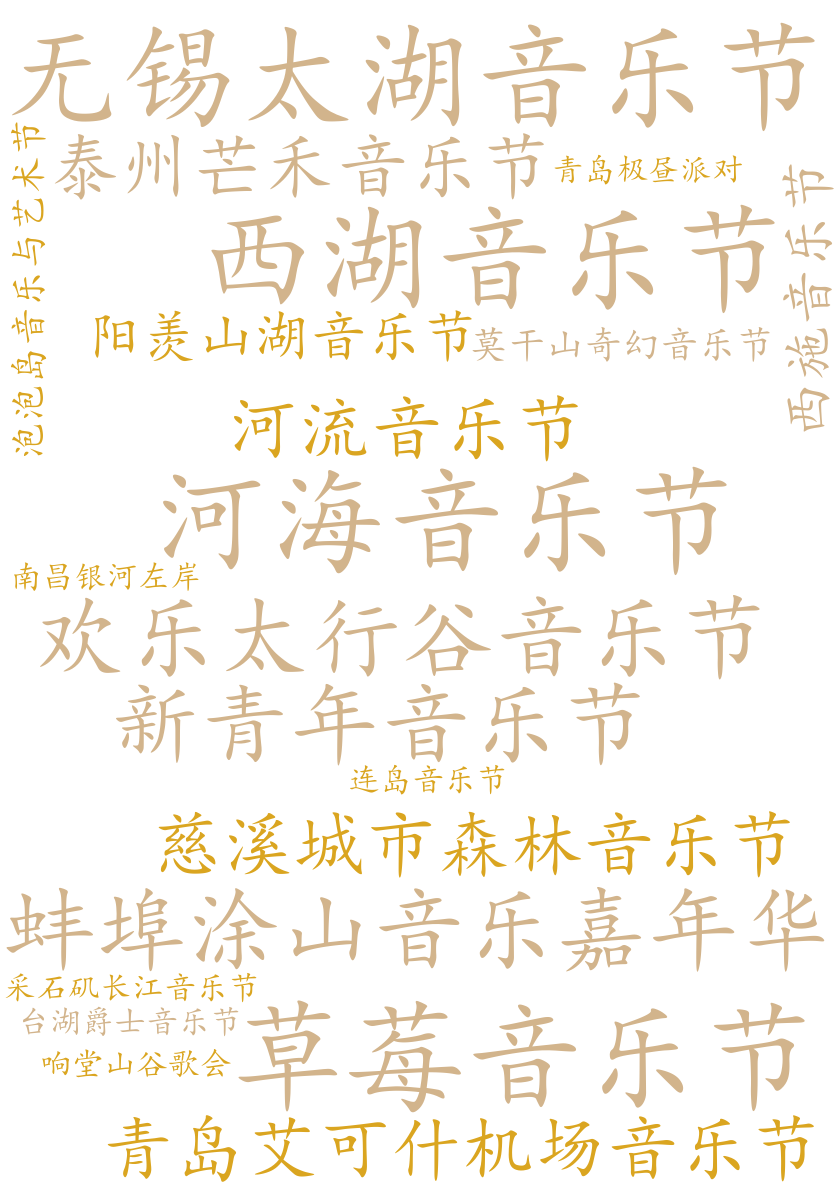 无锡太湖音乐节
泰州芒禾音乐节
青岛极昼派对
泡泡岛音乐与艺术节
西施音乐节
西湖音乐节
阳羡山湖音乐节
莫干山奇幻音乐节
河流音乐节
河海音乐节
南昌银河左岸
欢乐太行谷音乐节
新青年音乐节
连岛音乐节
慈溪城市森林音乐节
蚌埠涂山音乐嘉年华
采石矶长江音乐节
台湖爵士音乐节
响堂山谷歌会
草莓音乐节
青岛艾可什机场音乐节